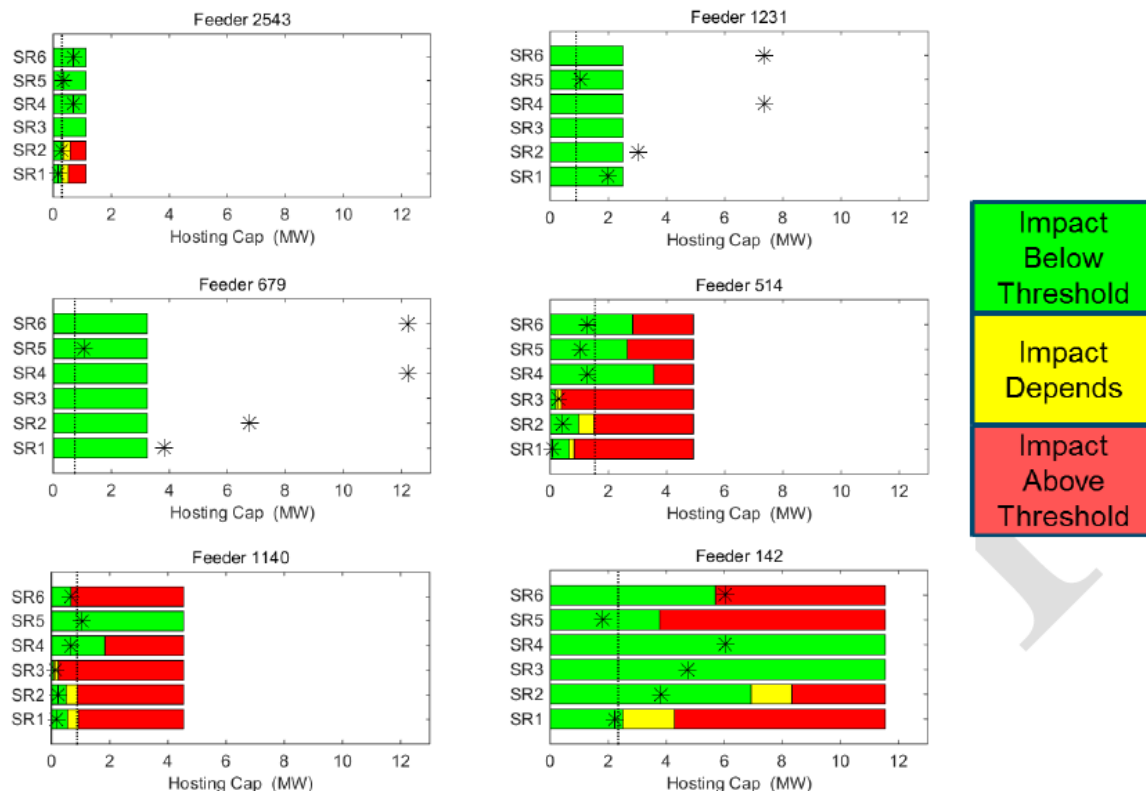 Feeder 2543
SR6
SR5
SR4
SR3
SR2
SR1
0 2 4 6 8 10 12
Hosting Cap (MW)
Feeder 1231
SR6
SR5
SR4
SR3
SR2
SR1
0 2 4 6 8 10 12
Hosting Cap (MW)
Feeder 679
SR6
SR5
SR4
SR3
SR2
SR1
0 2 4 6 8 10 12
Hosting Cap (MW)
Feeder 514
SR6
SR5
SR4
SR3
SR2
SR1
0 2 4 6 8 10 12
Hosting Cap (MW)
Feeder 1140
SR6
SR5
SR4
SR3
SR2
SR1
0 2 4 6 8 10 12
Hosting Cap (MW)
Feeder 142
SR6
SR5
SR4
SR3
SR2
SR1
0 2 4 6 8 10 12
Hosting Cap (MW)
Impact
Below
Threshold
Impact
Depends
Impact
Above
Threshold